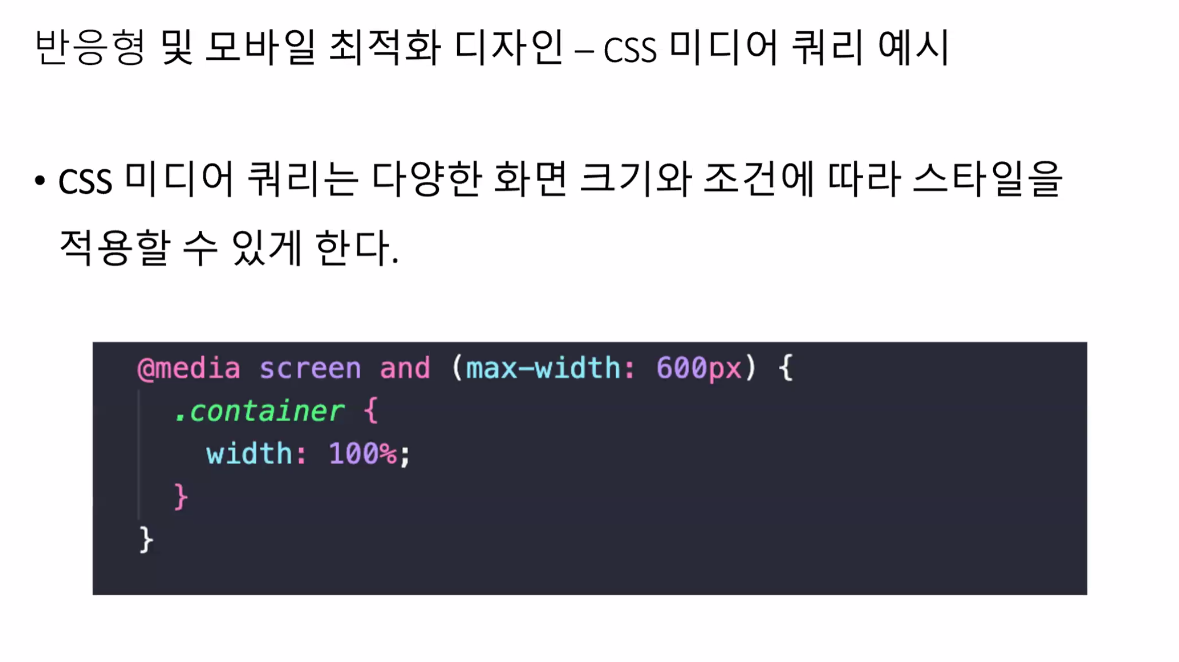 반응형 및 모바일 최적화 디자인 – CSS 미디어 쿼리 예시
• CSS 미디어 쿼리는 다양한 화면 크기와 조건에 따라 스타일을
적용할 수 있게 한다.
@media screen and (max-width: 600px) {
  .container {
    width: 100%;
  }
}